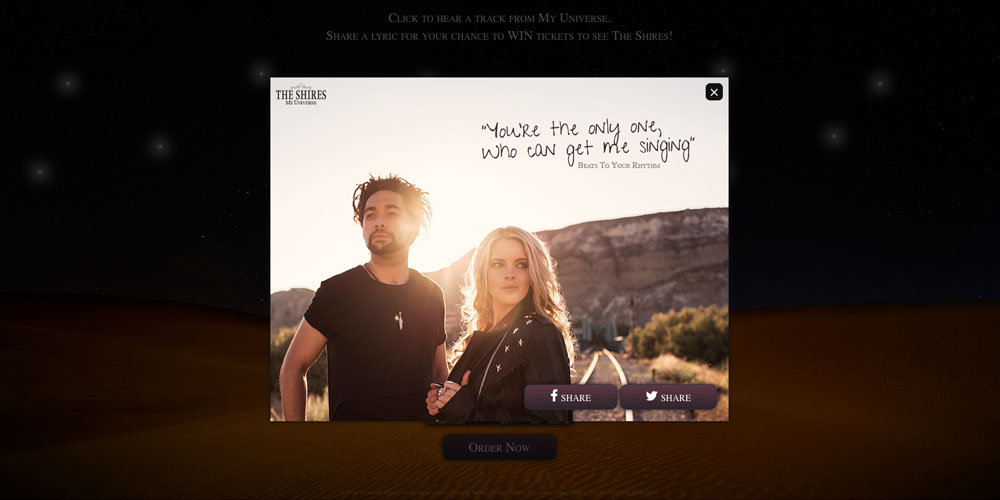 Click to hear a track from My Universe.
Share a lyric for your chance to WIN tickets to see The Shires!
THE SHIRES
My Universe
"You're the only one,
who can get me singing"
Beats To Your Rhythm
SHARE
SHARE
Order Now